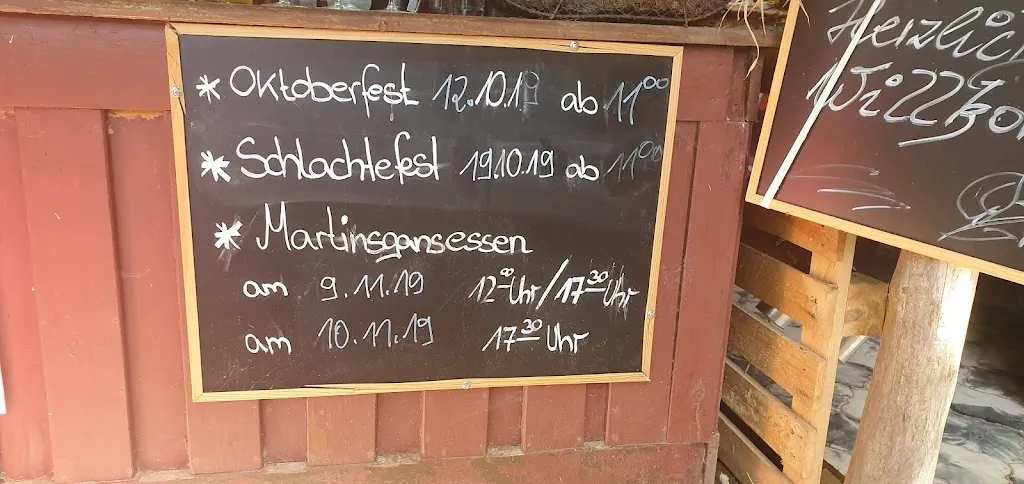 * Oktoberfest 12.10.19 ab 11⁰⁰
* Schlachtefest 19.10.19 ab 11⁰⁰
* Martinsgansessen
am 9.11.19 12⁰⁰ Uhr/17³⁰ Uhr
am 10.11.19 17³⁰ Uhr
Herzlich